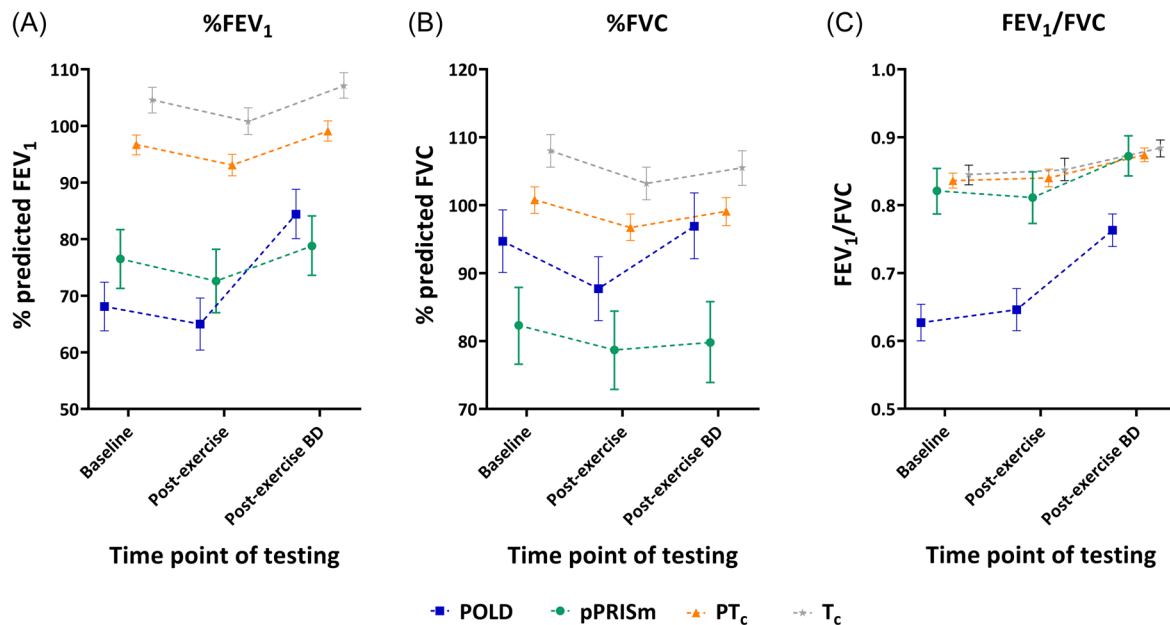 (A)
%FEV₁
% predicted FEV₁
110
100
90
80
70
60
50
Baseline
Post-exercise
Post-exercise BD
Time point of testing
(B)
%FVC
% predicted FVC
120
110
100
90
80
70
Baseline
Post-exercise
Post-exercise BD
Time point of testing
(C)
FEV₁/FVC
FEV₁/FVC
1.0
0.9
0.8
0.7
0.6
0.5
Baseline
Post-exercise
Post-exercise BD
Time point of testing
POLD pPRISm PTc Tc